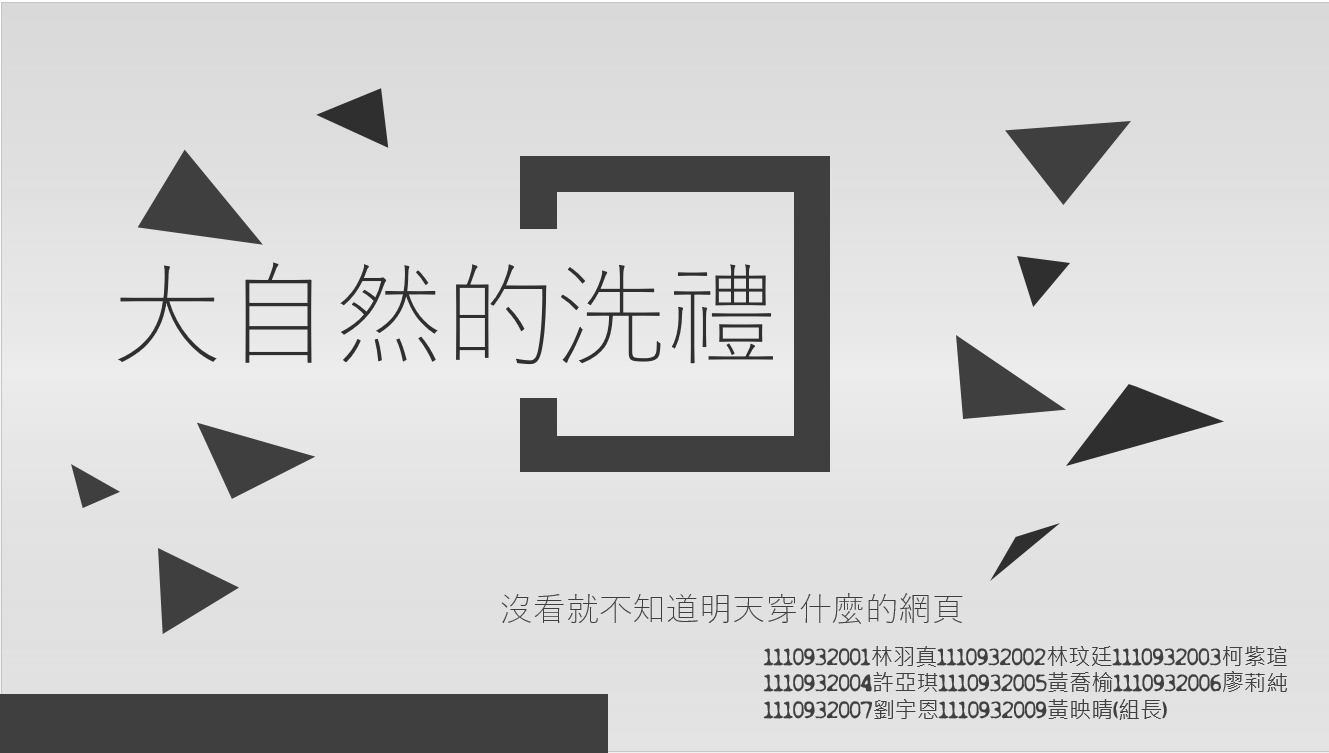 大自然的洗禮
沒看就不知道明天穿什麼的網頁
1110932001林羽真1110932002林玟廷1110932003柯紫瑄
1110932004許亞琪1110932005黃喬榆1110932006廖莉純
1110932007劉宇恩1110932009黃映晴(組長)